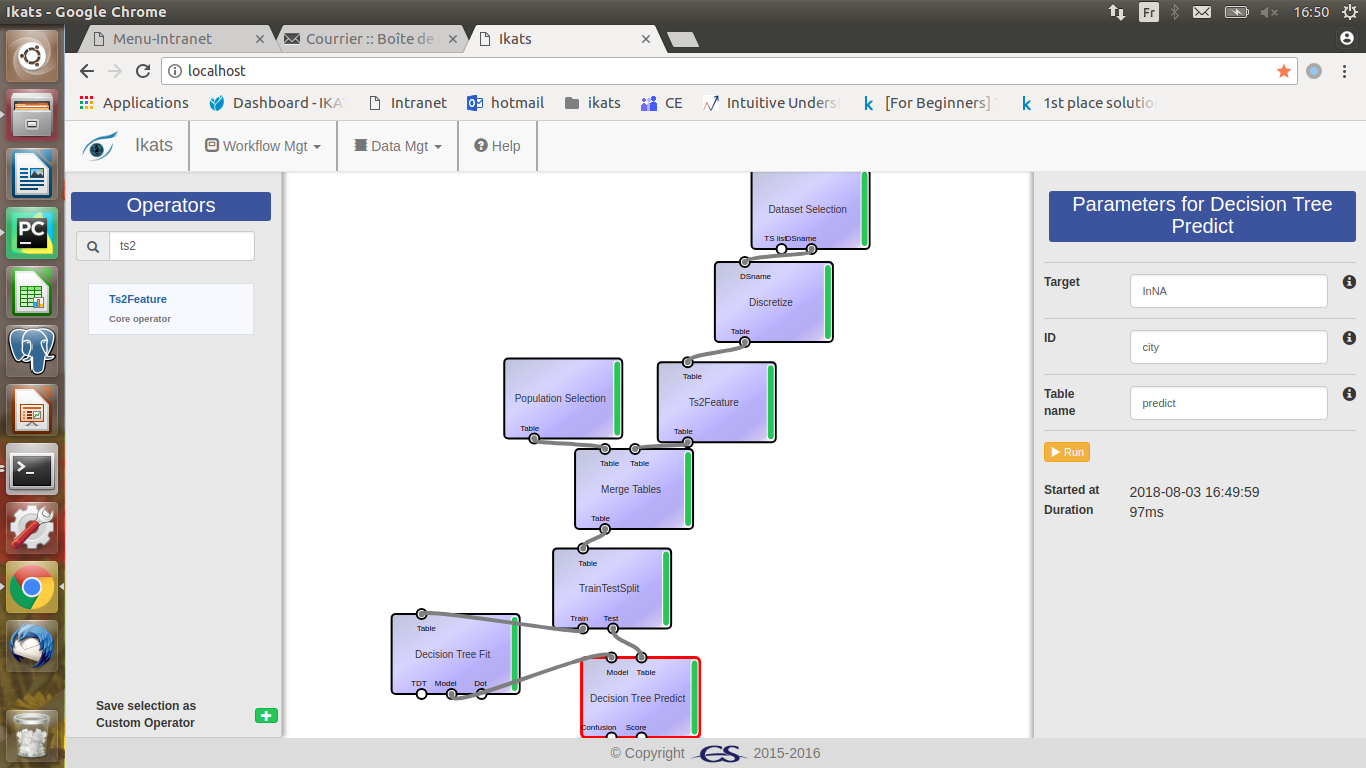 Ikats - Google Chrome
Fr
16:50
Menu-Intranet
Courrier :: Boîte de
Ikats
localhost
Applications
Dashboard - IKA
Intranet
hotmail
ikats
CE
Intuitive Unders
[For Beginners]
1st place solutio
Ikats
Workflow Mgt
Data Mgt
Help
Operators
ts2
Ts2Feature
Core operator
Save selection as
Custom Operator
Dataset Selection
TS list
DSname
DSname
Discretize
Table
Population Selection
Table
Table
Ts2Feature
Table
Table
Table
Merge Tables
Table
Table
TrainTestSplit
Train
Test
Table
Decision Tree Fit
TDT
Model
Dot
Model
Table
Decision Tree Predict
Confusion
Score
Parameters for Decision Tree
Predict
Target
InNA
ID
city
Table
name
predict
Run
Started at
2018-08-03 16:49:59
Duration
97ms
© Copyright
CS
2015-2016
PC